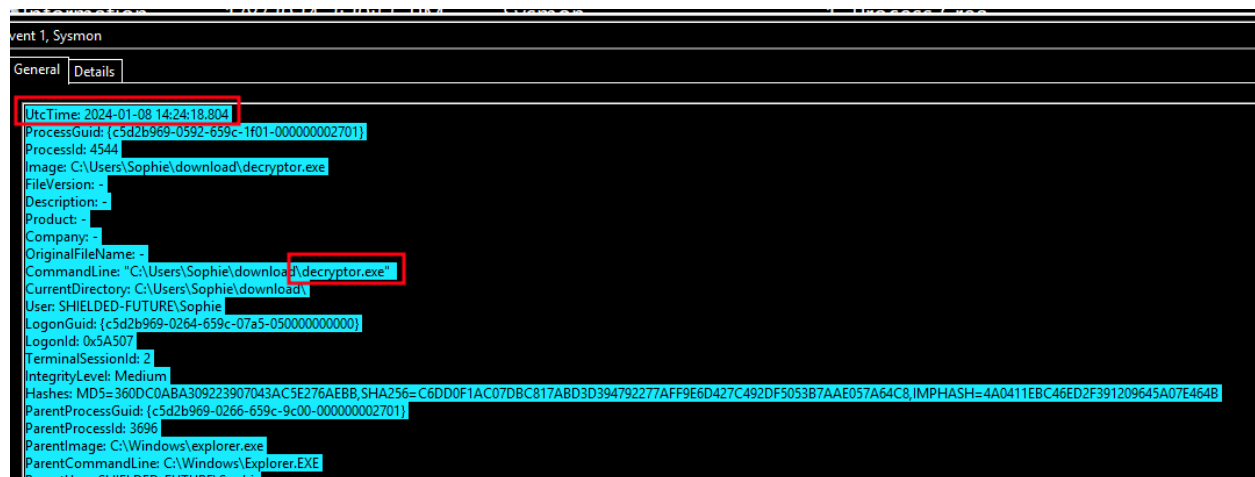 Event 1, Sysmon
General Details
UtcTime: 2024-01-08 14:24:18.804
ProcessGuid: {c5d2b969-0592-659c-1f01-000000002701}
ProcessId: 4544
Image: C:\Users\Sophie\download\decryptor.exe
FileVersion: -
Description: -
Product: -
Company: -
OriginalFileName: -
CommandLine: "C:\Users\Sophie\download\decryptor.exe"
CurrentDirectory: C:\Users\Sophie\download\
User: SHIELDED-FUTURE\Sophie
LogonGuid: {c5d2b969-0264-659c-07a5-050000000000}
LogonId: 0x5A507
TerminalSessionId: 2
IntegrityLevel: Medium
Hashes: MD5=360DC0ABA309223907043AC5E276AEBB,SHA256=C6DD0F1AC07DBC817ABD3D394792277AFF9E6D427C492DF5053B7AAE057A64C8,IMPHASH=4A0411EBC46ED2F391209645A07E464B
ParentProcessGuid: {c5d2b969-0266-659c-9c00-000000002701}
ParentProcessId: 3696
ParentImage: C:\Windows\explorer.exe
ParentCommandLine: C:\Windows\Explorer.EXE